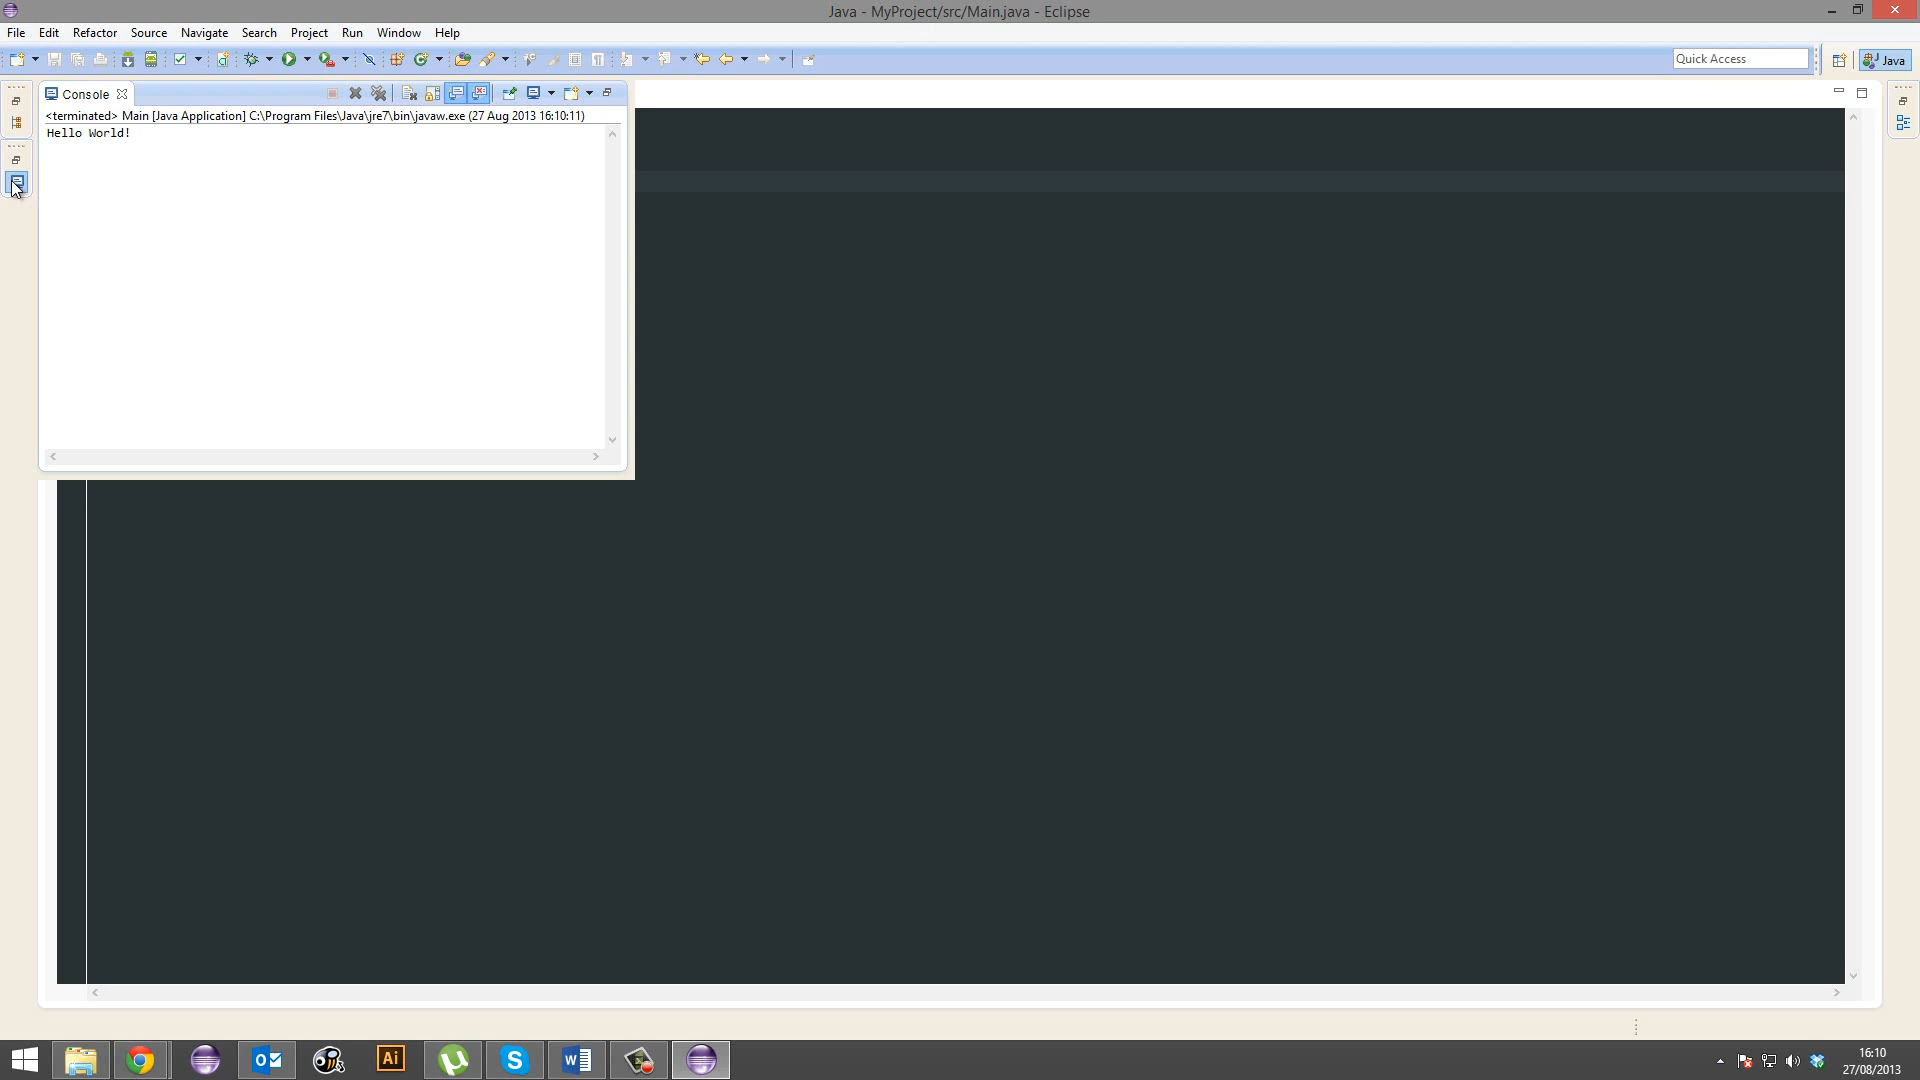 Java - MyProject/src/Main.java - Eclipse
File Edit Refactor Source Navigate Search Project Run Window Help
Quick Access
Java
Console
<terminated> Main [Java Application] C:\Program Files\Java\jre7\bin\javaw.exe (27 Aug 2013 16:10:11)
Hello World!
Ai
16:10
27/08/2013